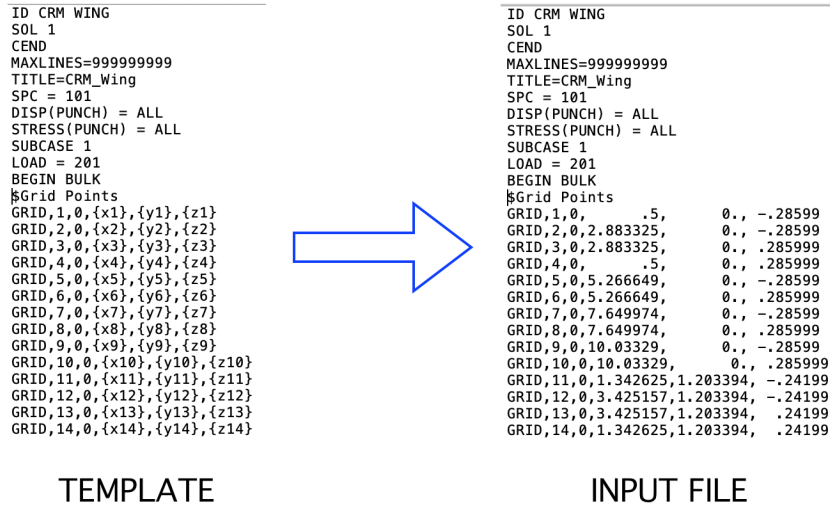 ID CRM WING
SOL 1
CEND
MAXLINES=999999999
TITLE=CRM_Wing
SPC = 101
DISP(PUNCH) = ALL
STRESS(PUNCH) = ALL
SUBCASE 1
LOAD = 201
BEGIN BULK
$Grid Points
GRID,1,0,{x1},{y1},{z1}
GRID,2,0,{x2},{y2},{z2}
GRID,3,0,{x3},{y3},{z3}
GRID,4,0,{x4},{y4},{z4}
GRID,5,0,{x5},{y5},{z5}
GRID,6,0,{x6},{y6},{z6}
GRID,7,0,{x7},{y7},{z7}
GRID,8,0,{x8},{y8},{z8}
GRID,9,0,{x9},{y9},{z9}
GRID,10,0,{x10},{y10},{z10}
GRID,11,0,{x11},{y11},{z11}
GRID,12,0,{x12},{y12},{z12}
GRID,13,0,{x13},{y13},{z13}
GRID,14,0,{x14},{y14},{z14}
TEMPLATE
ID CRM WING
SOL 1
CEND
MAXLINES=999999999
TITLE=CRM_Wing
SPC = 101
DISP(PUNCH) = ALL
STRESS(PUNCH) = ALL
SUBCASE 1
LOAD = 201
BEGIN BULK
$Grid Points
GRID,1,0,      .5,      0., -.28599
GRID,2,0,2.883325,      0., -.28599
GRID,3,0,2.883325,      0., .285999
GRID,4,0,      .5,      0., .285999
GRID,5,0,5.266649,      0., -.28599
GRID,6,0,5.266649,      0., .285999
GRID,7,0,7.649974,      0., -.28599
GRID,8,0,7.649974,      0., .285999
GRID,9,0,10.03329,      0., -.28599
GRID,10,0,10.03329,      0., .285999
GRID,11,0,1.342625,1.203394, -.24199
GRID,12,0,3.425157,1.203394, -.24199
GRID,13,0,3.425157,1.203394,  .24199
GRID,14,0,1.342625,1.203394,  .24199
INPUT FILE